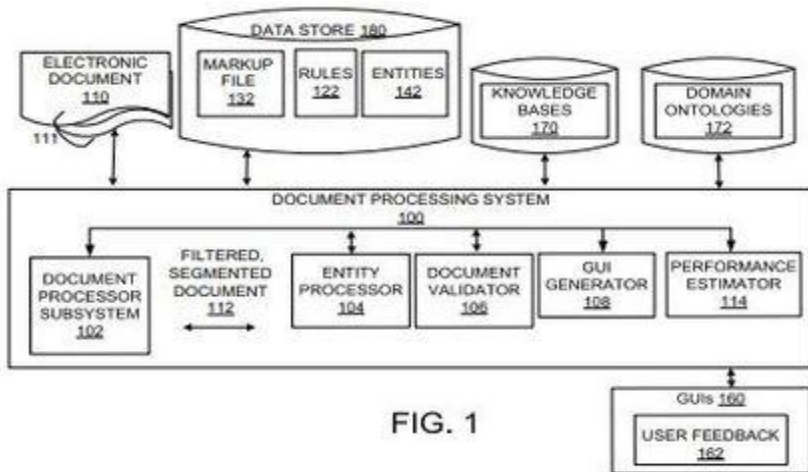 DATA STORE 180
ELECTRONIC
DOCUMENT
110
111
MARKUP
FILE
132
RULES
122
ENTITIES
142
KNOWLEDGE
BASES
170
DOMAIN
ONTOLOGIES
172
DOCUMENT PROCESSING SYSTEM
100
DOCUMENT
PROCESSOR
SUBSYSTEM
102
FILTERED,
SEGMENTED
DOCUMENT
112
ENTITY
PROCESSOR
104
DOCUMENT
VALIDATOR
106
GUI
GENERATOR
108
PERFORMANCE
ESTIMATOR
114
GUIs 160
USER FEEDBACK
162
FIG. 1